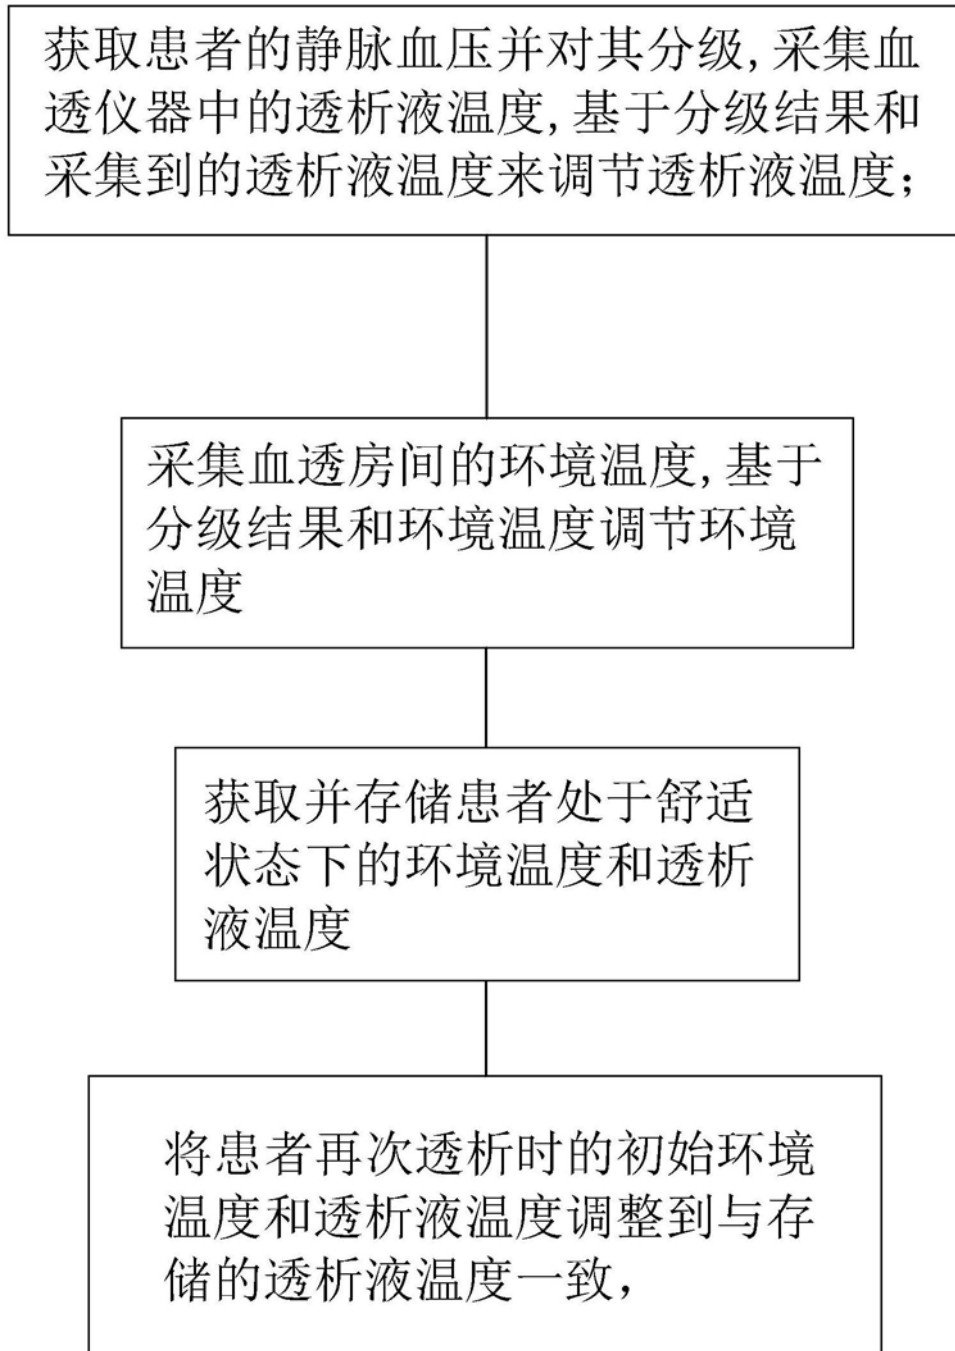 获取患者的静脉血压并对其分级,采集血
透仪器中的透析液温度,基于分级结果和
采集到的透析液温度来调节透析液温度;
采集血透房间的环境温度,基于
分级结果和环境温度调节环境
温度
获取并存储患者处于舒适
状态下的环境温度和透析
液温度
将患者再次透析时的初始环境
温度和透析液温度调整到与存
储的透析液温度一致,